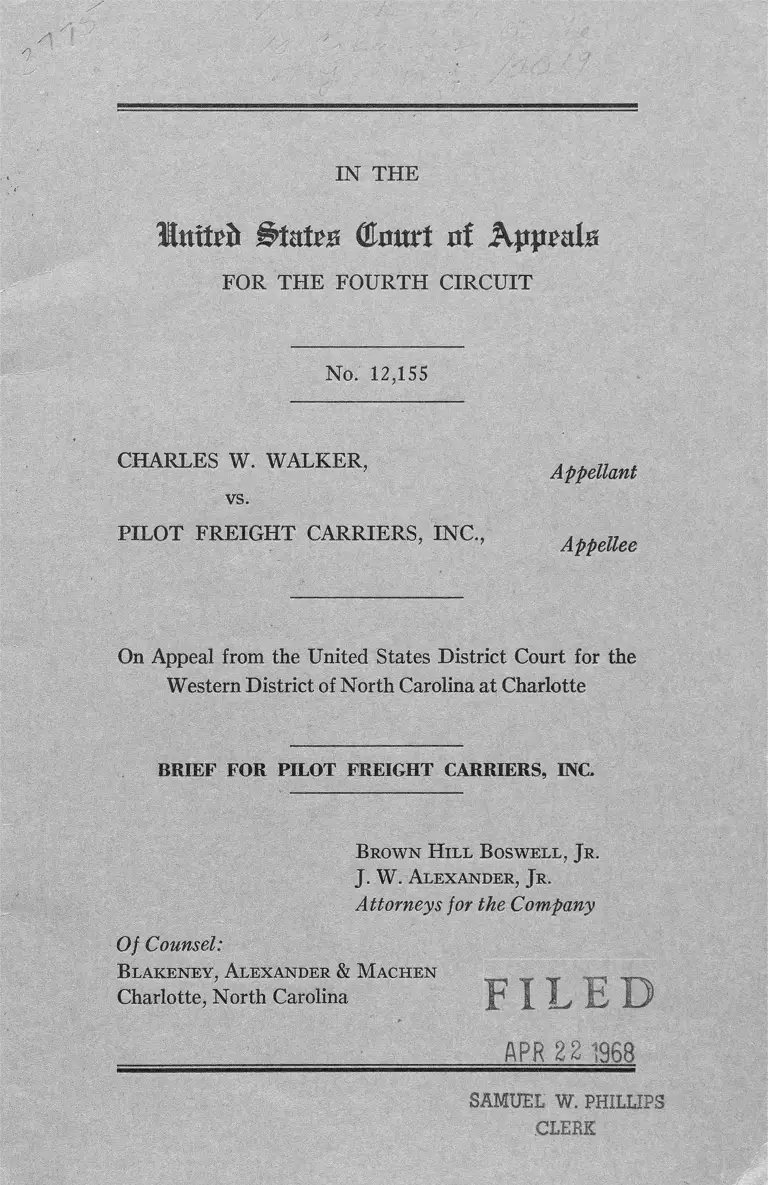 2775
IN THE
United States Court of Appeals
FOR THE FOURTH CIRCUIT
No. 12,155
CHARLES W. WALKER,
Appellant
vs.
PILOT FREIGHT CARRIERS, INC.,
Appellee
On Appeal from the United States District Court for the
Western District of North Carolina at Charlotte
BRIEF FOR PILOT FREIGHT CARRIERS, INC.
BROWN HILL BOSWELL, JR.
J. W. ALEXANDER, JR.
Attorneys for the Company
Of Counsel:
BLAKENEY, ALEXANDER & MACHEN
Charlotte, North Carolina
FILED
APR 22 1968
SAMUEL W. PHILLIPS
CLERK